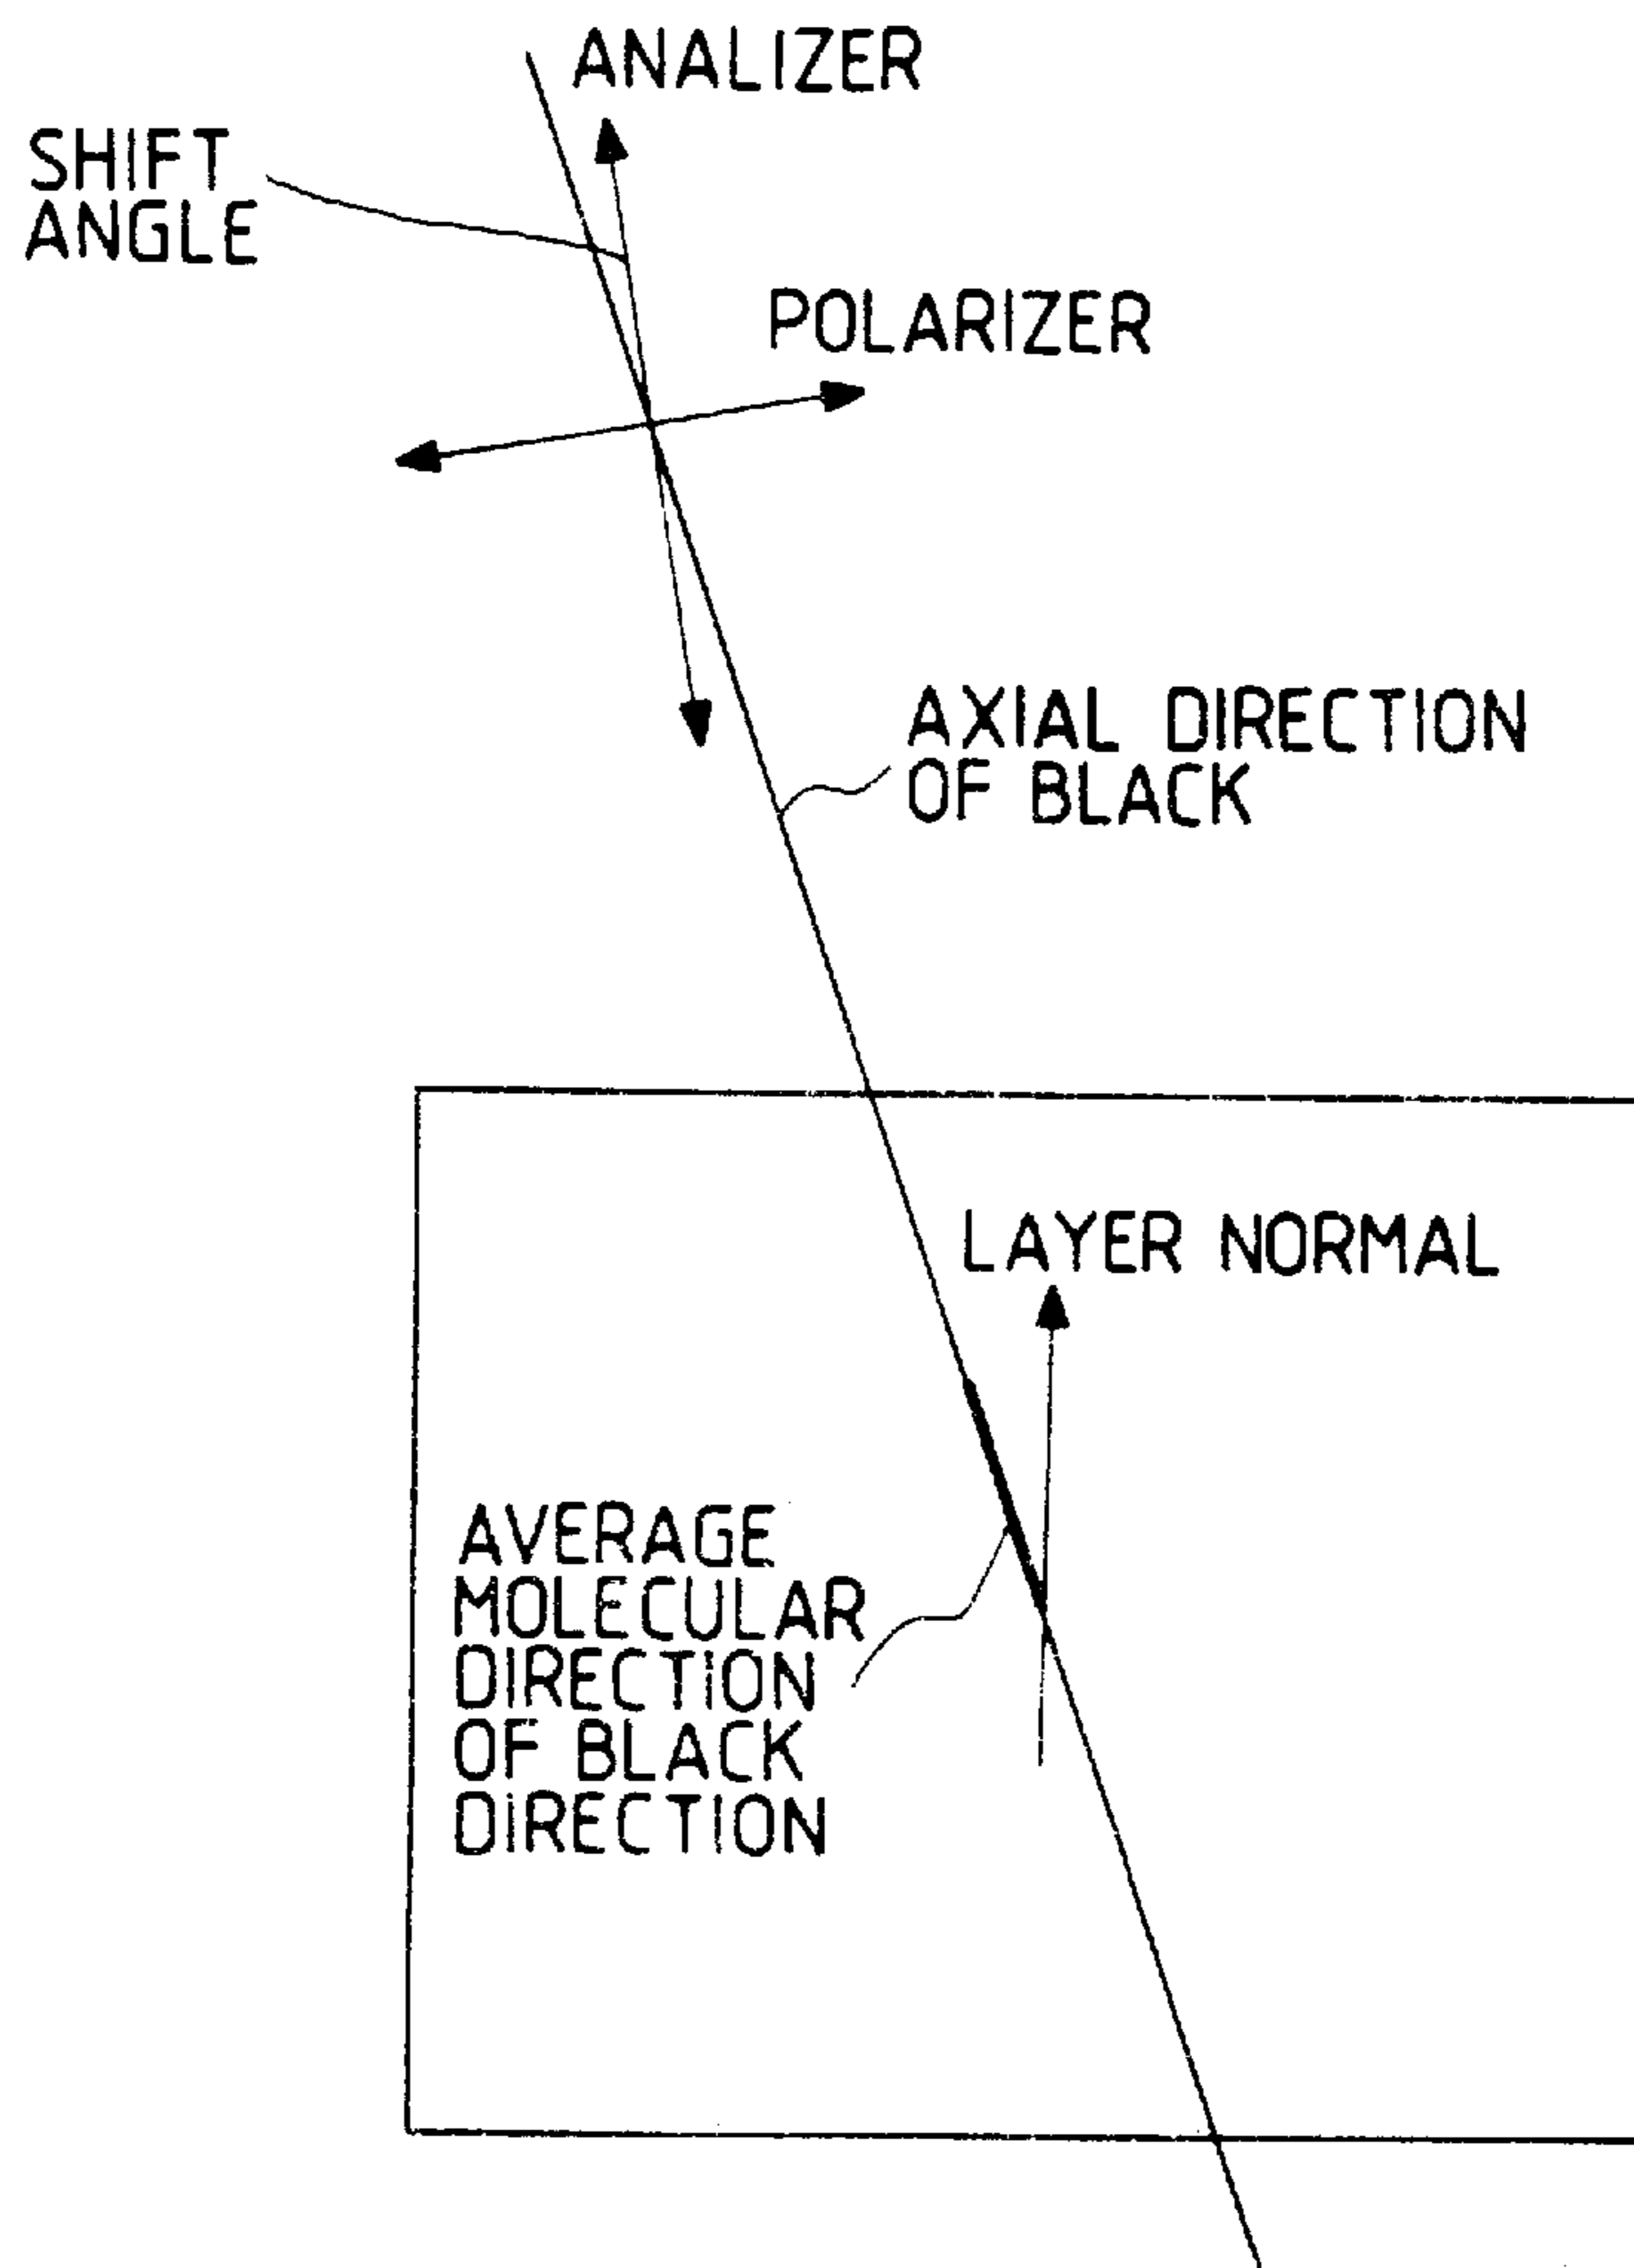 ANALIZER
SHIFT
ANGLE
POLARIZER
AXIAL DIRECTION
OF BLACK
LAYER NORMAL
AVERAGE
MOLECULAR
DIRECTION
OF BLACK
DIRECTION